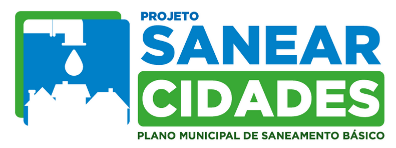 PROJETO
SANEAR
CIDADES
PLANO MUNICIPAL DE SANEAMENTO BÁSICO